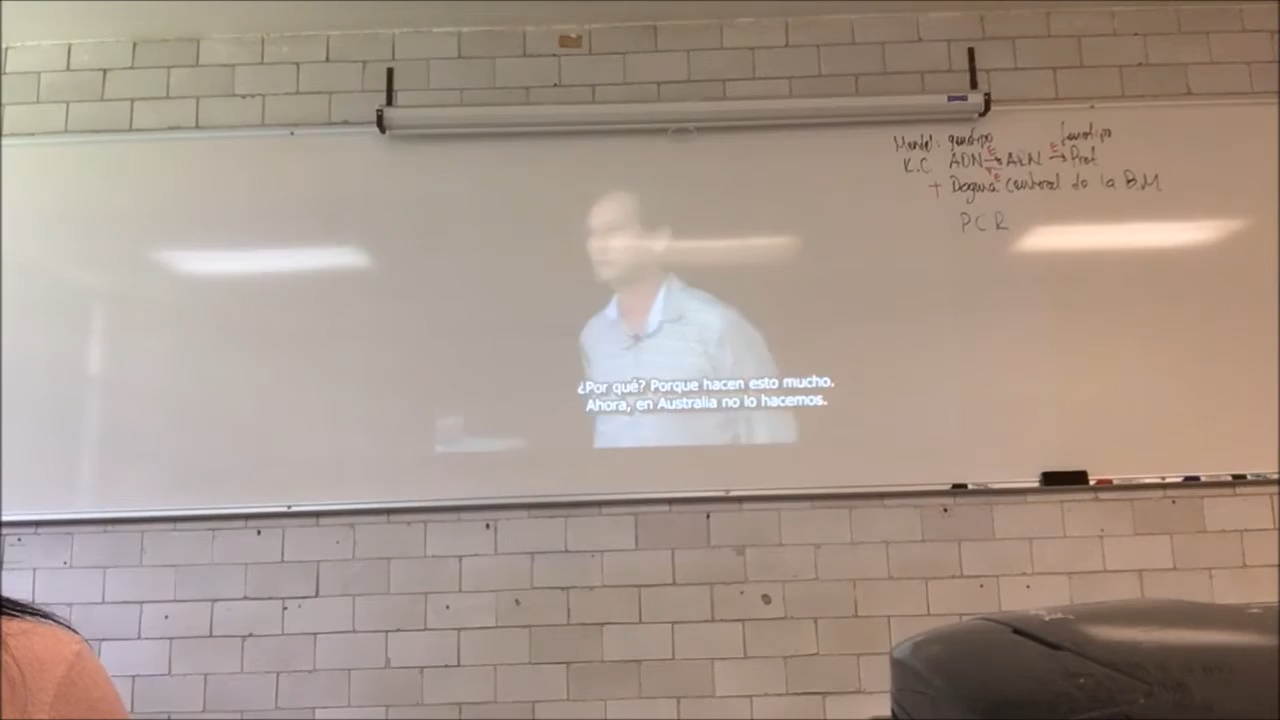 Mendel: genotipo fenotipo
K.C ADN E ARN E Prot
+ Dogma central de la B.M
PCR
¿Por qué? Porque hacen esto mucho.
Ahora, en Australia no lo hacemos.